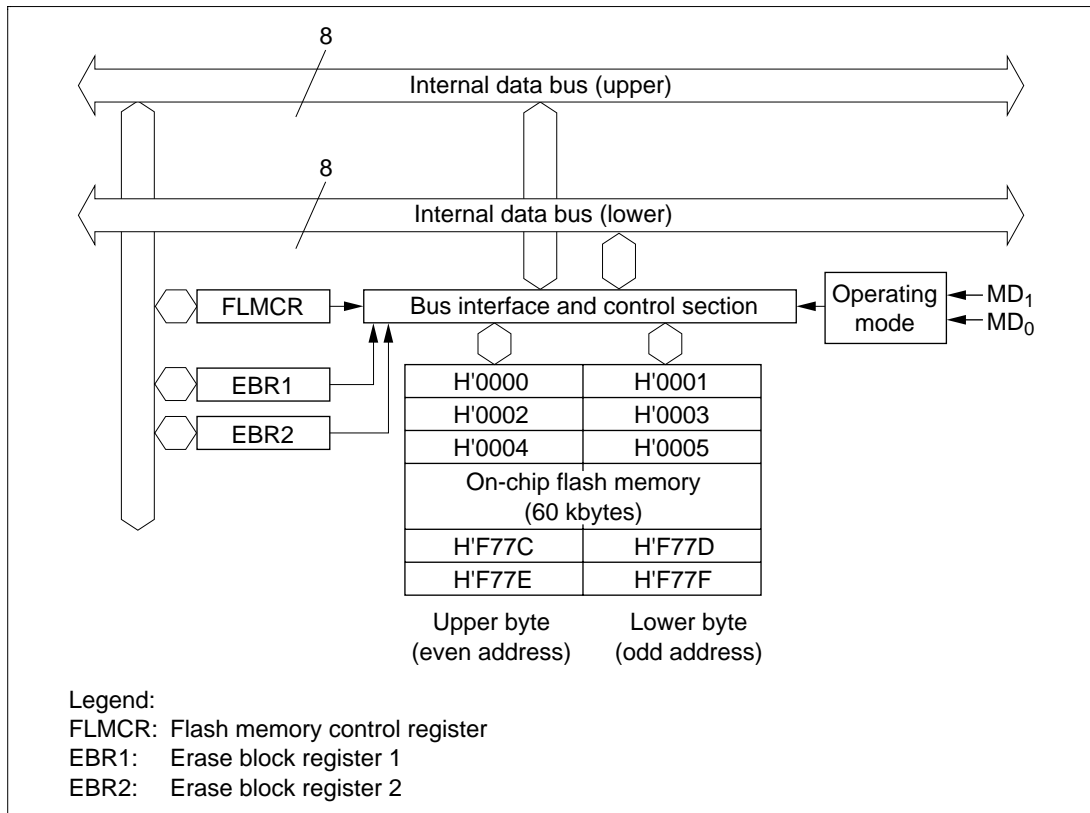 8
Internal data bus (upper)
8
Internal data bus (lower)
FLMCR
Bus interface and control section
Operating
mode
MD1
MD0
EBR1
EBR2
H'0000 H'0001
H'0002 H'0003
H'0004 H'0005
On-chip flash memory
(60 kbytes)
H'F77C H'F77D
H'F77E H'F77F
Upper byte Lower byte
(even address) (odd address)
Legend:
FLMCR: Flash memory control register
EBR1: Erase block register 1
EBR2: Erase block register 2